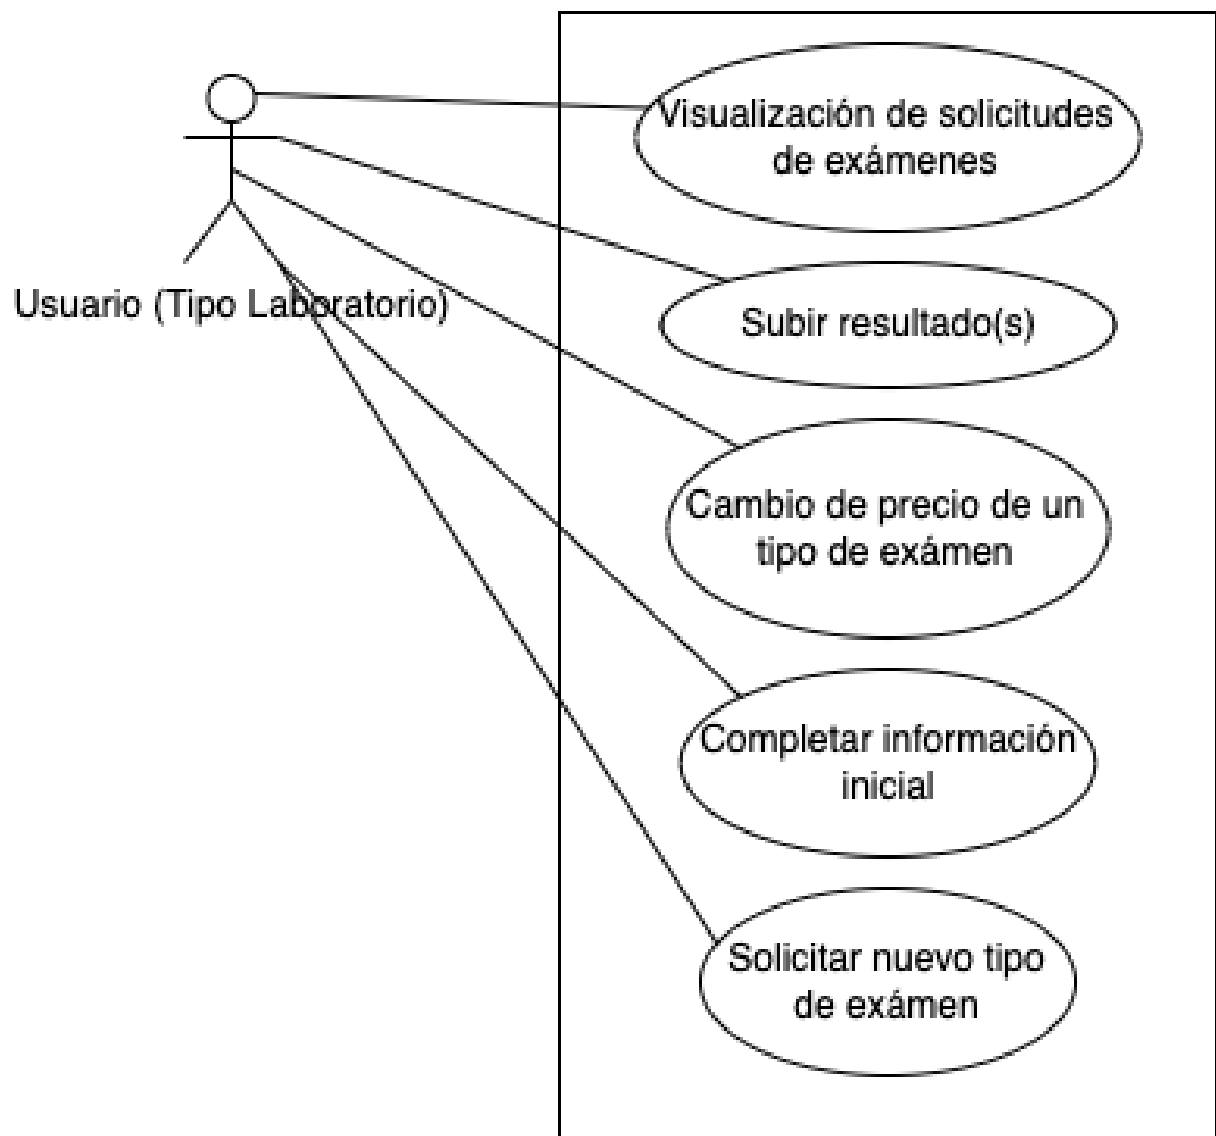 Visualización de solicitudes
de exámenes
Usuario (Tipo Laboratorio)
Subir resultado(s)
Cambio de precio de un
tipo de exámen
Completar información
inicial
Solicitar nuevo tipo
de exámen